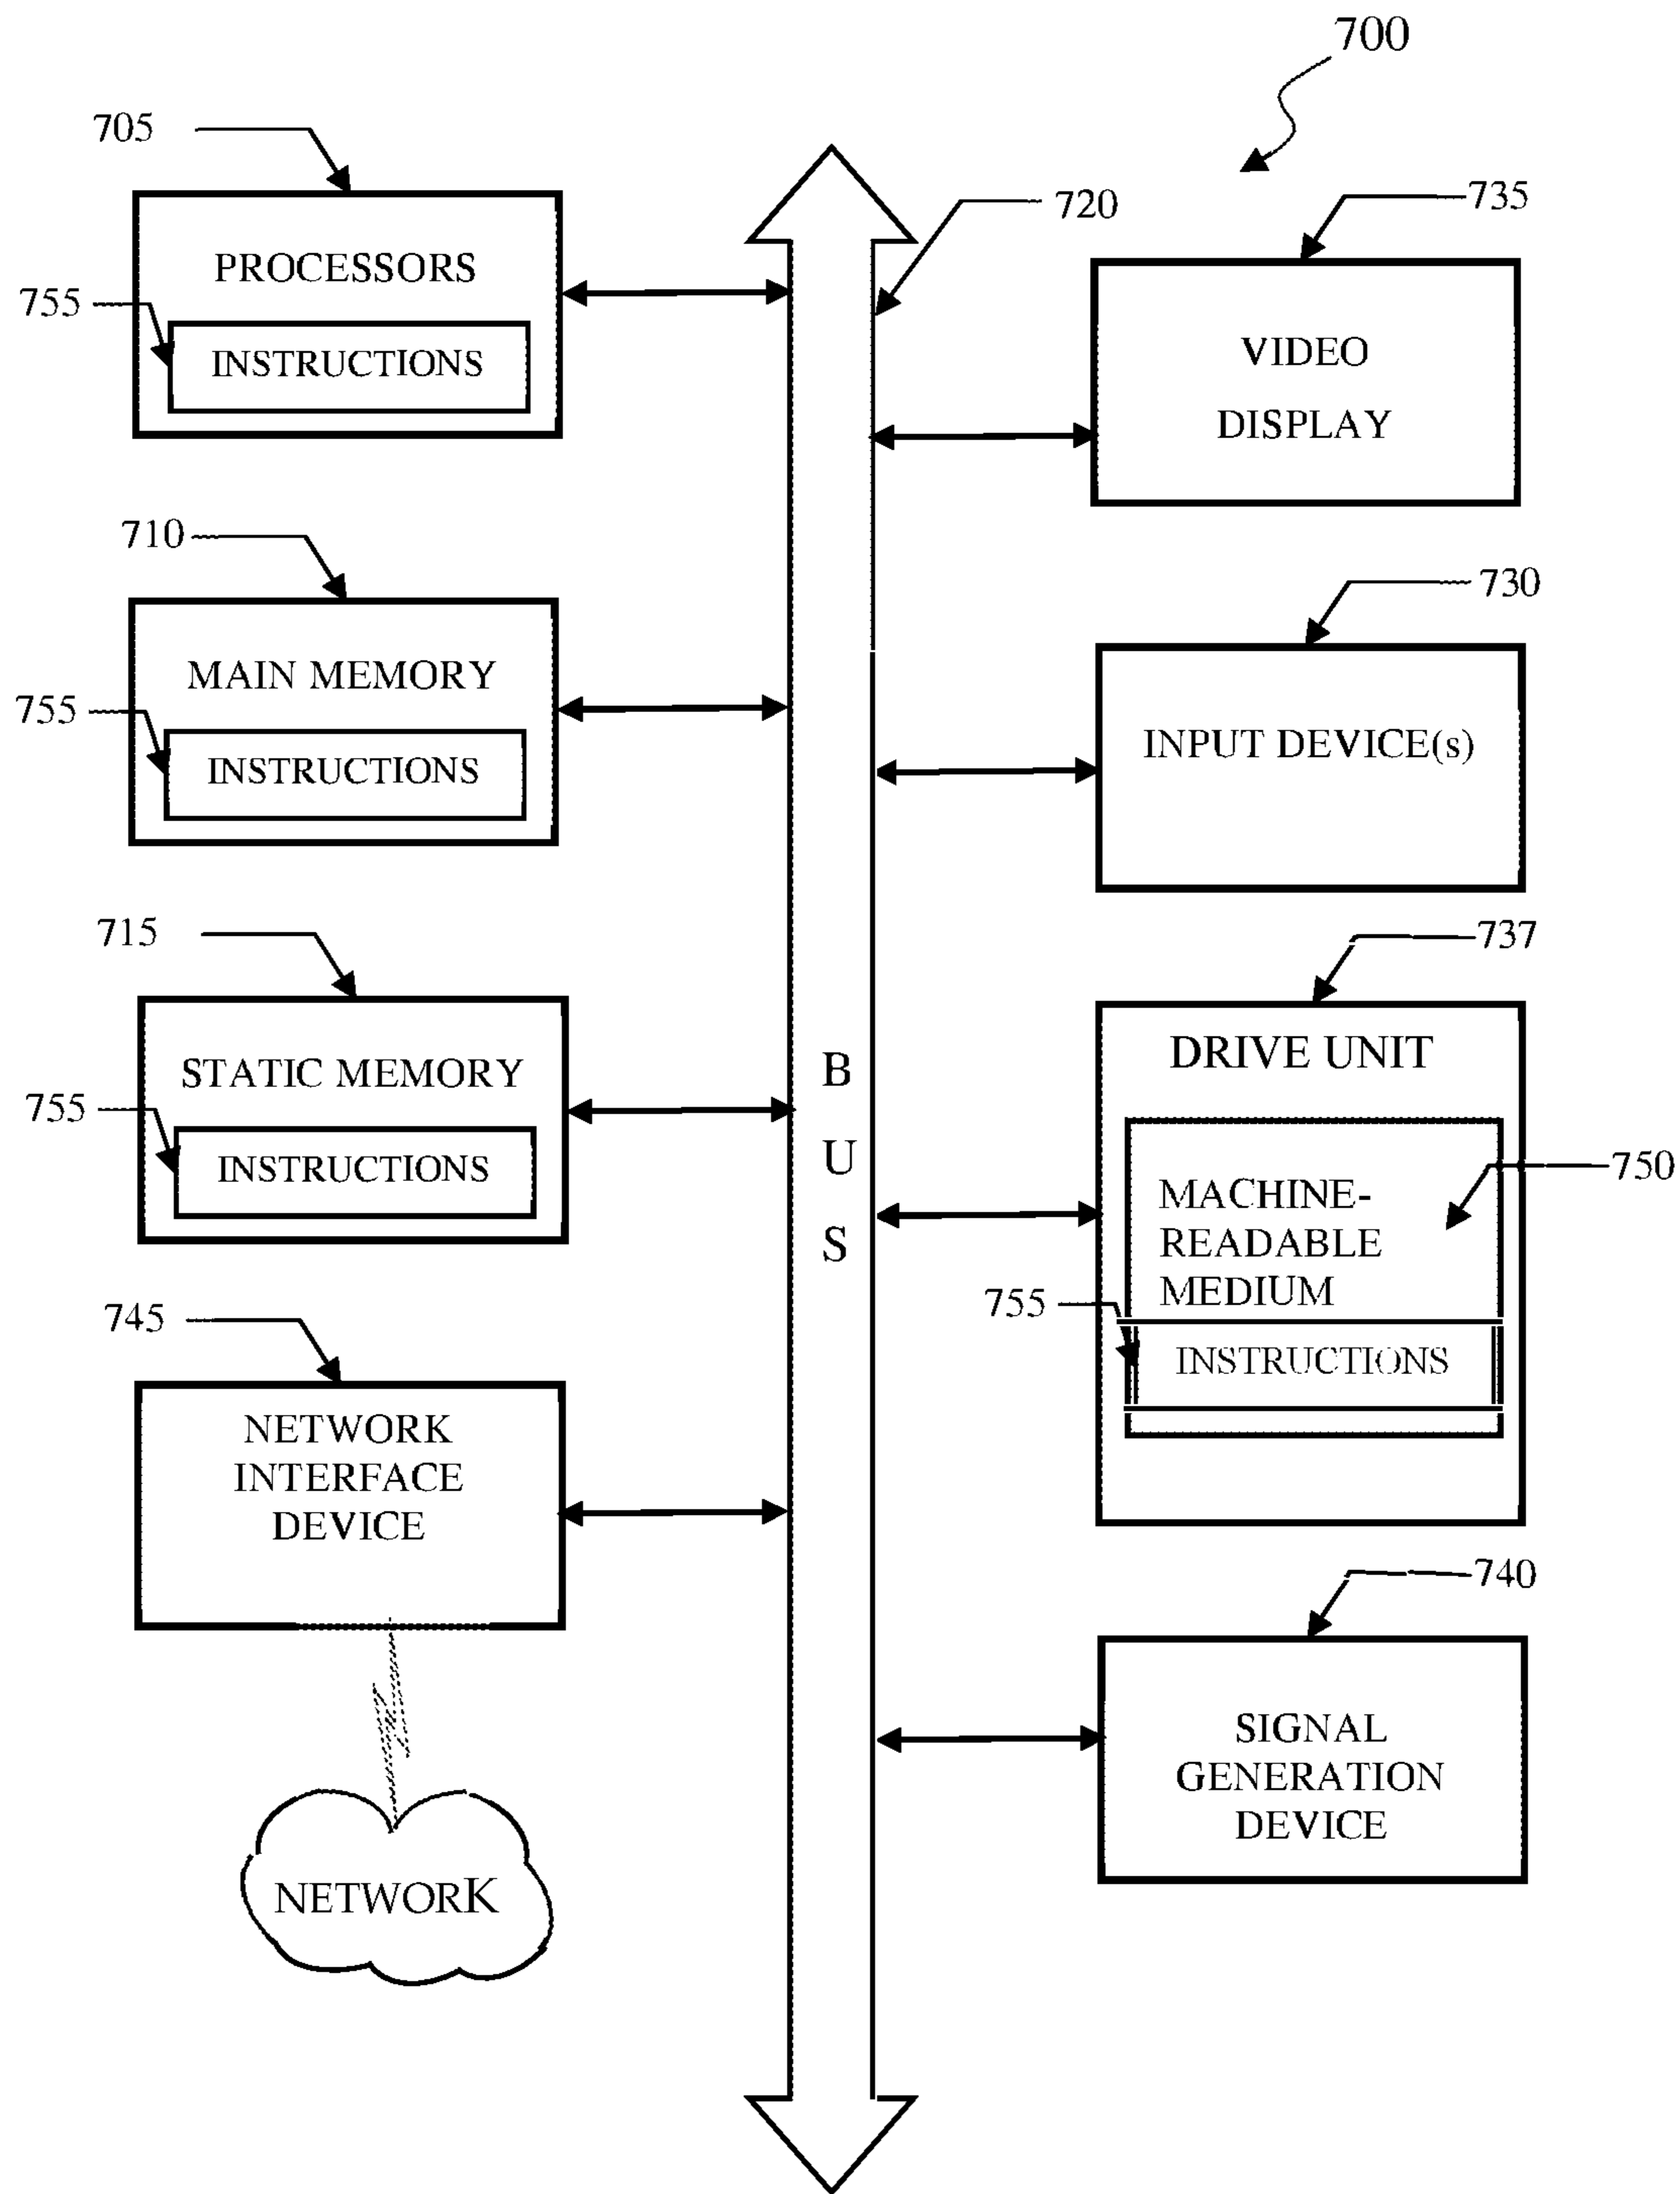 700
705
PROCESSORS
755
INSTRUCTIONS
710
MAIN MEMORY
755
INSTRUCTIONS
715
STATIC MEMORY
755
INSTRUCTIONS
745
NETWORK
INTERFACE
DEVICE
NETWORK
720
B
U
S
735
VIDEO
DISPLAY
730
INPUT DEVICE(s)
737
DRIVE UNIT
750
MACHINE-
READABLE
MEDIUM
755
INSTRUCTIONS
740
SIGNAL
GENERATION
DEVICE